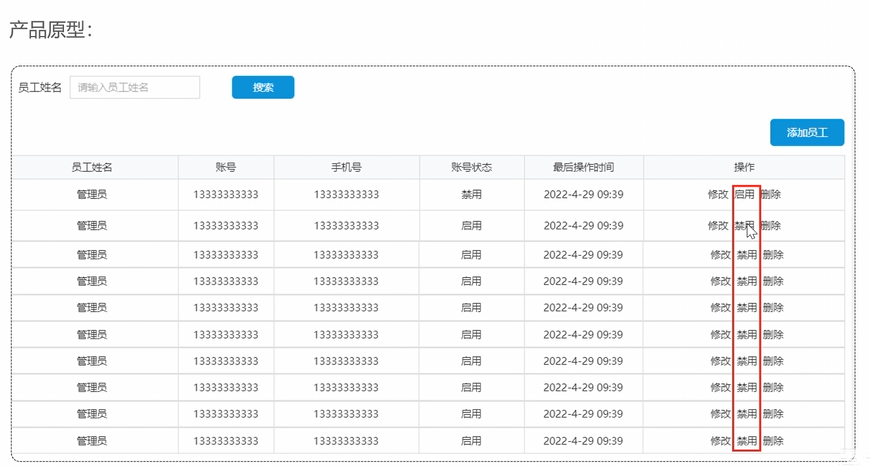 产品原型：
员工姓名 请输入员工姓名 搜索
添加员工
员工姓名 账号 手机号 账号状态 最后操作时间 操作
管理员 13333333333 13333333333 禁用 2022-4-29 09:39 修改 启用 删除
管理员 13333333333 13333333333 启用 2022-4-29 09:39 修改 禁用 删除
管理员 13333333333 13333333333 启用 2022-4-29 09:39 修改 禁用 删除
管理员 13333333333 13333333333 启用 2022-4-29 09:39 修改 禁用 删除
管理员 13333333333 13333333333 启用 2022-4-29 09:39 修改 禁用 删除
管理员 13333333333 13333333333 启用 2022-4-29 09:39 修改 禁用 删除
管理员 13333333333 13333333333 启用 2022-4-29 09:39 修改 禁用 删除
管理员 13333333333 13333333333 启用 2022-4-29 09:39 修改 禁用 删除
管理员 13333333333 13333333333 启用 2022-4-29 09:39 修改 禁用 删除
管理员 13333333333 13333333333 启用 2022-4-29 09:39 修改 禁用 删除